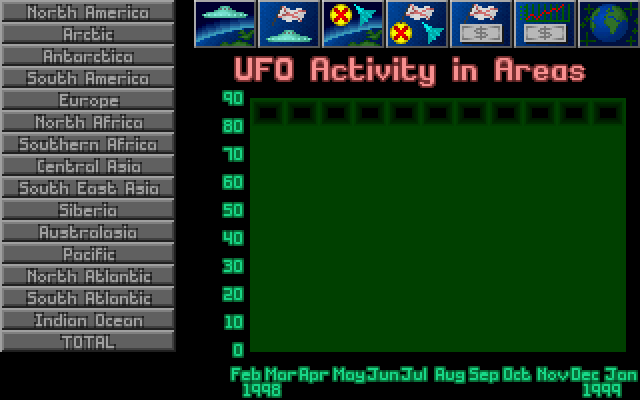 North America
Arctic
Antarctica
South America
Europe
North Africa
Southern Africa
Central Asia
South East Asia
Siberia
Australasia
Pacific
North Atlantic
South Atlantic
Indian Ocean
TOTAL
$ $
UFO Activity in Areas
90
80
70
60
50
40
30
20
10
0
Feb Mar Apr May Jun Jul Aug Sep Oct Nov Dec Jan
1998 1999